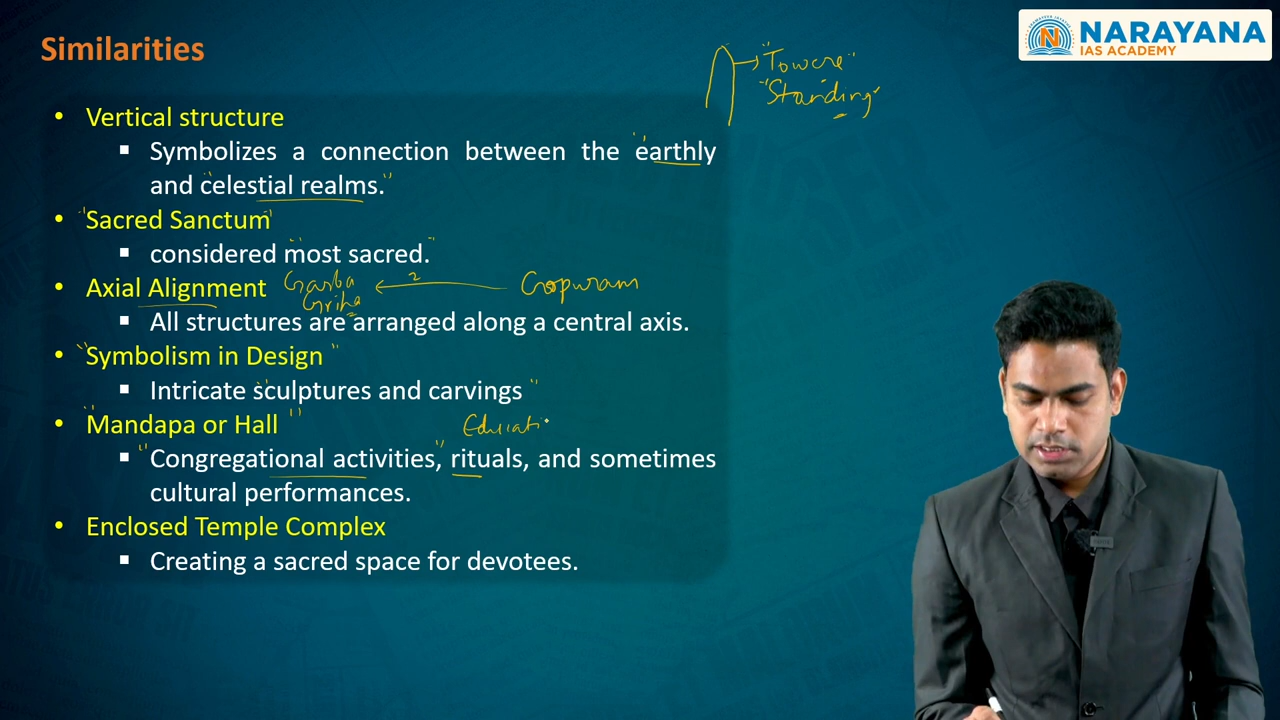 Similarities
NARAYANA
IAS ACADEMY
"Towers"
"Standing"
• Vertical structure
▪ Symbolizes a connection between the earthly
and celestial realms.
• Sacred Sanctum
▪ considered most sacred.
• Axial Alignment
Garba
Griha
Gopuram
▪ All structures are arranged along a central axis.
• Symbolism in Design
▪ Intricate sculptures and carvings
• Mandapa or Hall
Educati
▪ Congregational activities, rituals, and sometimes
cultural performances.
• Enclosed Temple Complex
▪ Creating a sacred space for devotees.